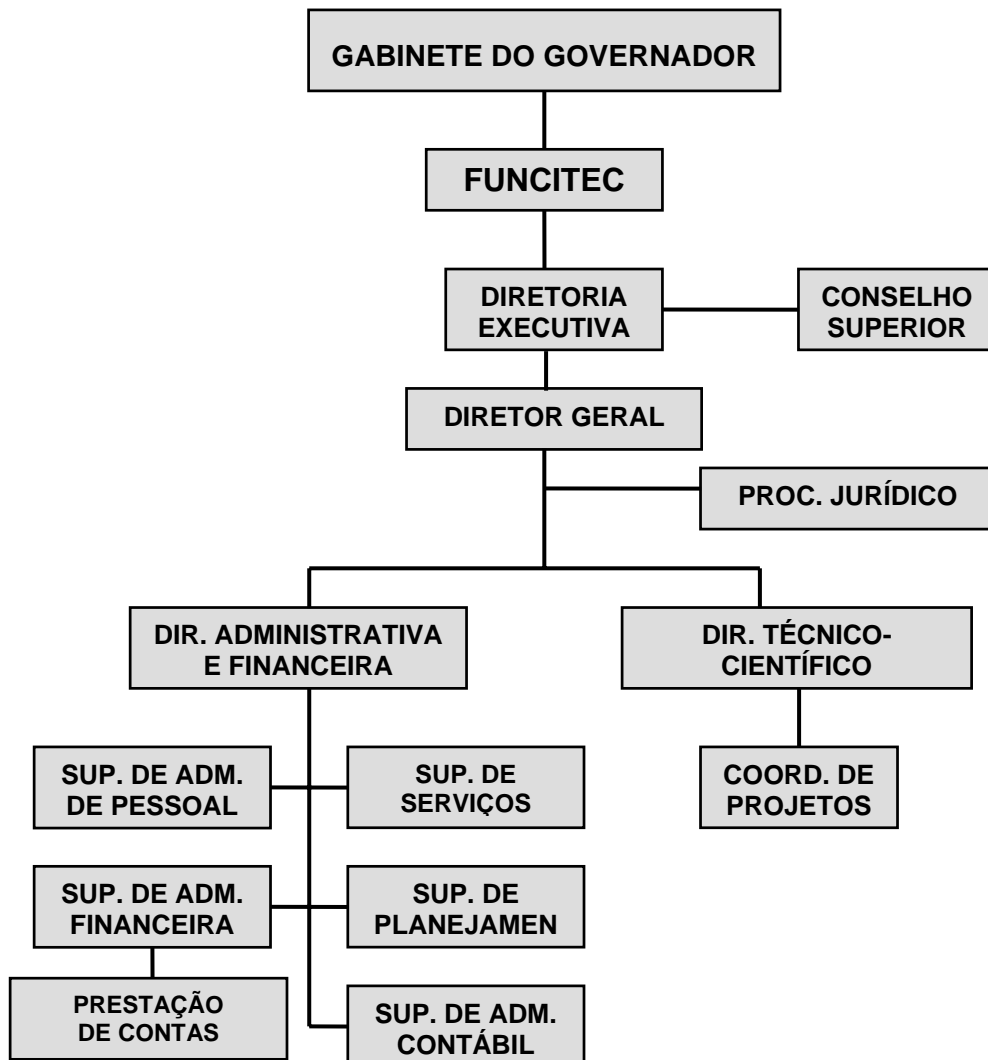 GABINETE DO GOVERNADOR
FUNCITEC
DIRETORIA
EXECUTIVA
CONSELHO
SUPERIOR
DIRETOR GERAL
PROC. JURÍDICO
DIR. ADMINISTRATIVA
E FINANCEIRA
DIR. TÉCNICO-
CIENTÍFICO
SUP. DE ADM.
DE PESSOAL
SUP. DE
SERVIÇOS
COORD. DE
PROJETOS
SUP. DE ADM.
FINANCEIRA
SUP. DE
PLANEJAMEN
PRESTAÇÃO
DE CONTAS
SUP. DE ADM.
CONTÁBIL